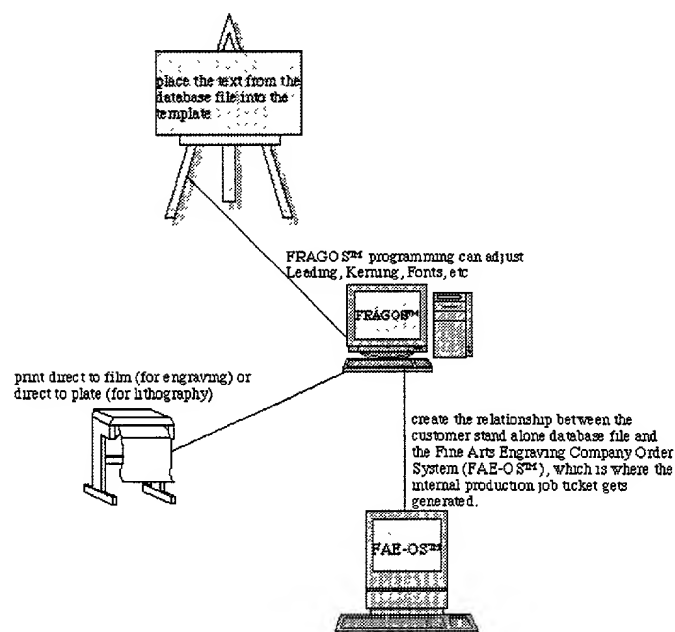 place the text from the
database file into the
template
FRAGOS™ programming can adjust
Leading, Kerning, Fonts, etc
FRAGOS™
print direct to film (for engraving) or
direct to plate (for lithography)
create the relationship between the
customer stand alone database file and
the Fine Arts Engraving Company Order
System (FAE-OS™), which is where the
internal production job ticket gets
generated.
FAE-OS™